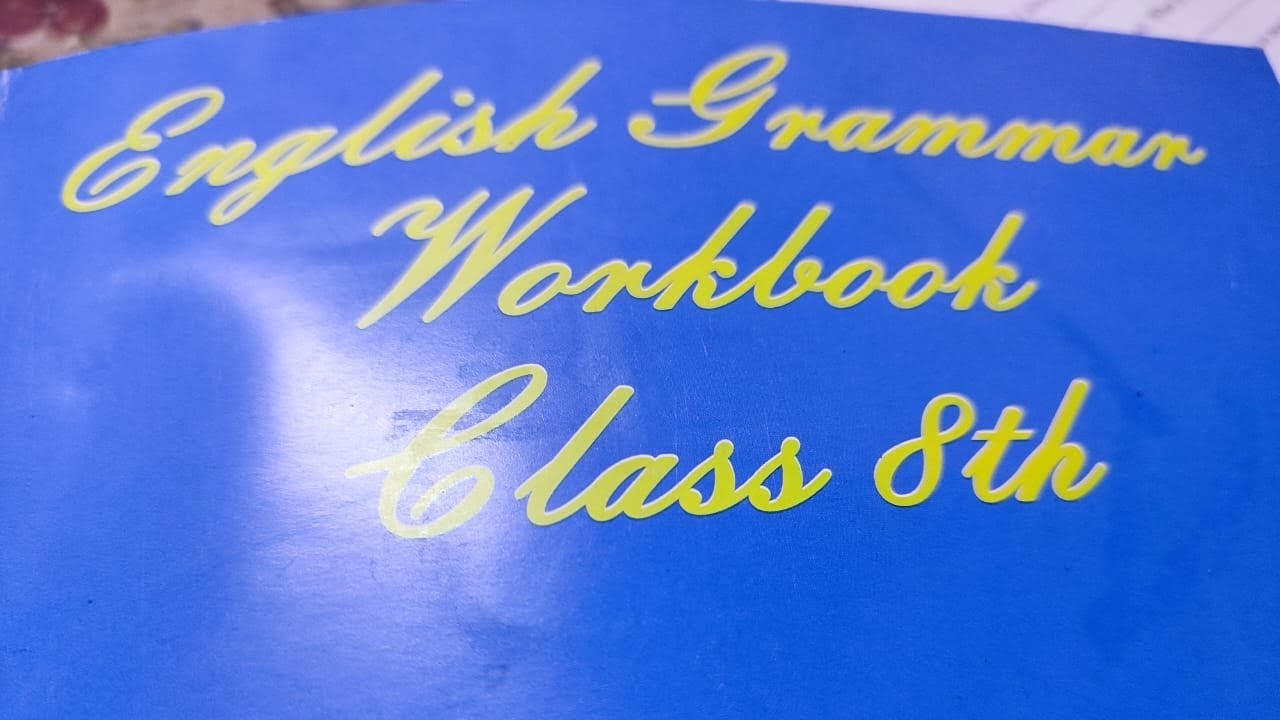 English Grammar
Workbook
Class 8th